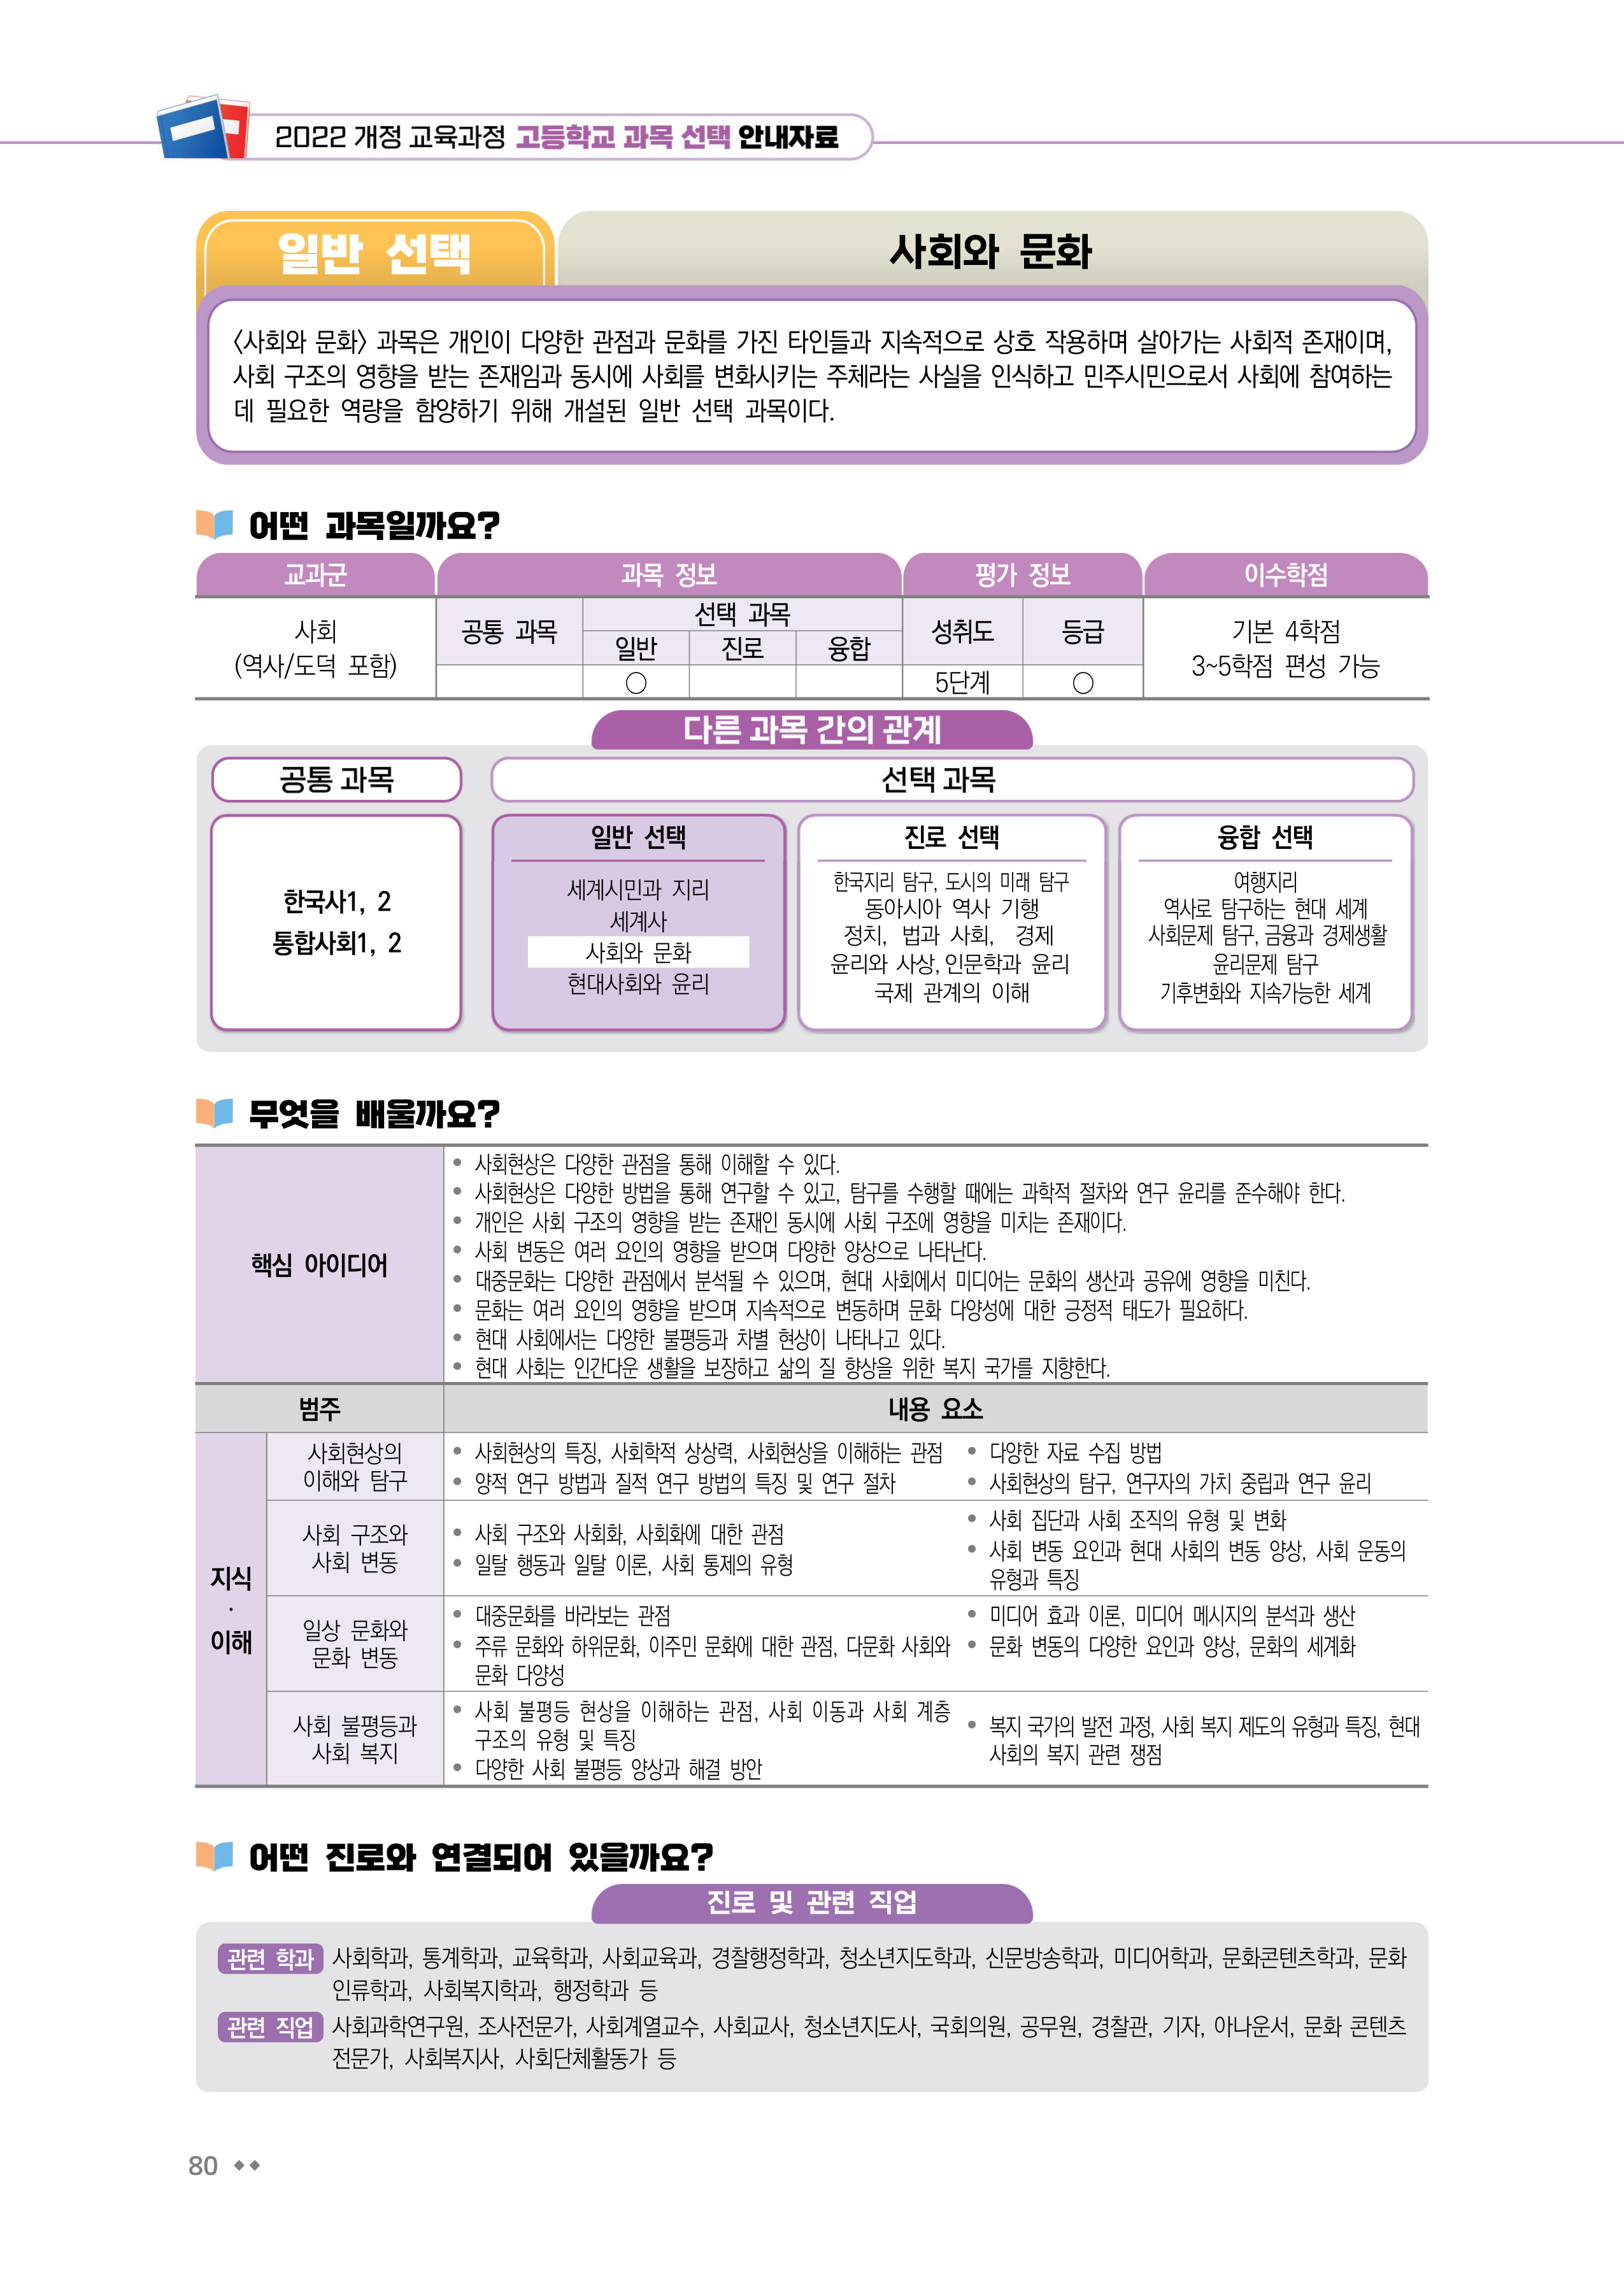 2022 개정 교육과정 고등학교 과목 선택 안내자료
일반 선택
사회와 문화
<사회와 문화> 과목은 개인이 다양한 관점과 문화를 가진 타인들과 지속적으로 상호 작용하며 살아가는 사회적 존재이며,
사회 구조의 영향을 받는 존재임과 동시에 사회를 변화시키는 주체라는 사실을 인식하고 민주시민으로서 사회에 참여하는
데 필요한 역량을 함양하기 위해 개설된 일반 선택 과목이다.
어떤 과목일까요?
교과군
과목 정보
평가 정보
이수학점
사회
(역사/도덕 포함)
공통 과목
선택 과목
일반
진로
융합
○
성취도
등급
5단계
○
기본 4학점
3~5학점 편성 가능
다른 과목 간의 관계
공통 과목
선택 과목
한국사1, 2
통합사회1, 2
일반 선택
세계시민과 지리
세계사
사회와 문화
현대사회와 윤리
진로 선택
한국지리 탐구, 도시의 미래 탐구
동아시아 역사 기행
정치, 법과 사회, 경제
윤리와 사상, 인문학과 윤리
국제 관계의 이해
융합 선택
여행지리
역사로 탐구하는 현대 세계
사회문제 탐구, 금융과 경제생활
윤리문제 탐구
기후변화와 지속가능한 세계
무엇을 배울까요?
핵심 아이디어
• 사회현상은 다양한 관점을 통해 이해할 수 있다.
• 사회현상은 다양한 방법을 통해 연구할 수 있고, 탐구를 수행할 때에는 과학적 절차와 연구 윤리를 준수해야 한다.
• 개인은 사회 구조의 영향을 받는 존재인 동시에 사회 구조에 영향을 미치는 존재이다.
• 사회 변동은 여러 요인의 영향을 받으며 다양한 양상으로 나타난다.
• 대중문화는 다양한 관점에서 분석될 수 있으며, 현대 사회에서 미디어는 문화의 생산과 공유에 영향을 미친다.
• 문화는 여러 요인의 영향을 받으며 지속적으로 변동하며 문화 다양성에 대한 긍정적 태도가 필요하다.
• 현대 사회에서는 다양한 불평등과 차별 현상이 나타나고 있다.
• 현대 사회는 인간다운 생활을 보장하고 삶의 질 향상을 위한 복지 국가를 지향한다.
범주
내용 요소
지식
·
이해
사회현상의
이해와 탐구
• 사회현상의 특징, 사회학적 상상력, 사회현상을 이해하는 관점
• 양적 연구 방법과 질적 연구 방법의 특징 및 연구 절차
• 다양한 자료 수집 방법
• 사회현상의 탐구, 연구자의 가치 중립과 연구 윤리
사회 구조와
사회 변동
• 사회 구조와 사회화, 사회화에 대한 관점
• 일탈 행동과 일탈 이론, 사회 통제의 유형
• 사회 집단과 사회 조직의 유형 및 변화
• 사회 변동 요인과 현대 사회의 변동 양상, 사회 운동의
유형과 특징
일상 문화와
문화 변동
• 대중문화를 바라보는 관점
• 주류 문화와 하위문화, 이주민 문화에 대한 관점, 다문화 사회와
문화 다양성
• 미디어 효과 이론, 미디어 메시지의 분석과 생산
• 문화 변동의 다양한 요인과 양상, 문화의 세계화
사회 불평등과
사회 복지
• 사회 불평등 현상을 이해하는 관점, 사회 이동과 사회 계층
구조의 유형 및 특징
• 다양한 사회 불평등 양상과 해결 방안
• 복지 국가의 발전 과정, 사회 복지 제도의 유형과 특징, 현대
사회의 복지 관련 쟁점
어떤 진로와 연결되어 있을까요?
진로 및 관련 직업
관련 학과 사회학과, 통계학과, 교육학과, 사회교육과, 경찰행정학과, 청소년지도학과, 신문방송학과, 미디어학과, 문화콘텐츠학과, 문화
인류학과, 사회복지학과, 행정학과 등
관련 직업 사회과학연구원, 조사전문가, 사회계열교수, 사회교사, 청소년지도사, 국회의원, 공무원, 경찰관, 기자, 아나운서, 문화 콘텐츠
전문가, 사회복지사, 사회단체활동가 등
80